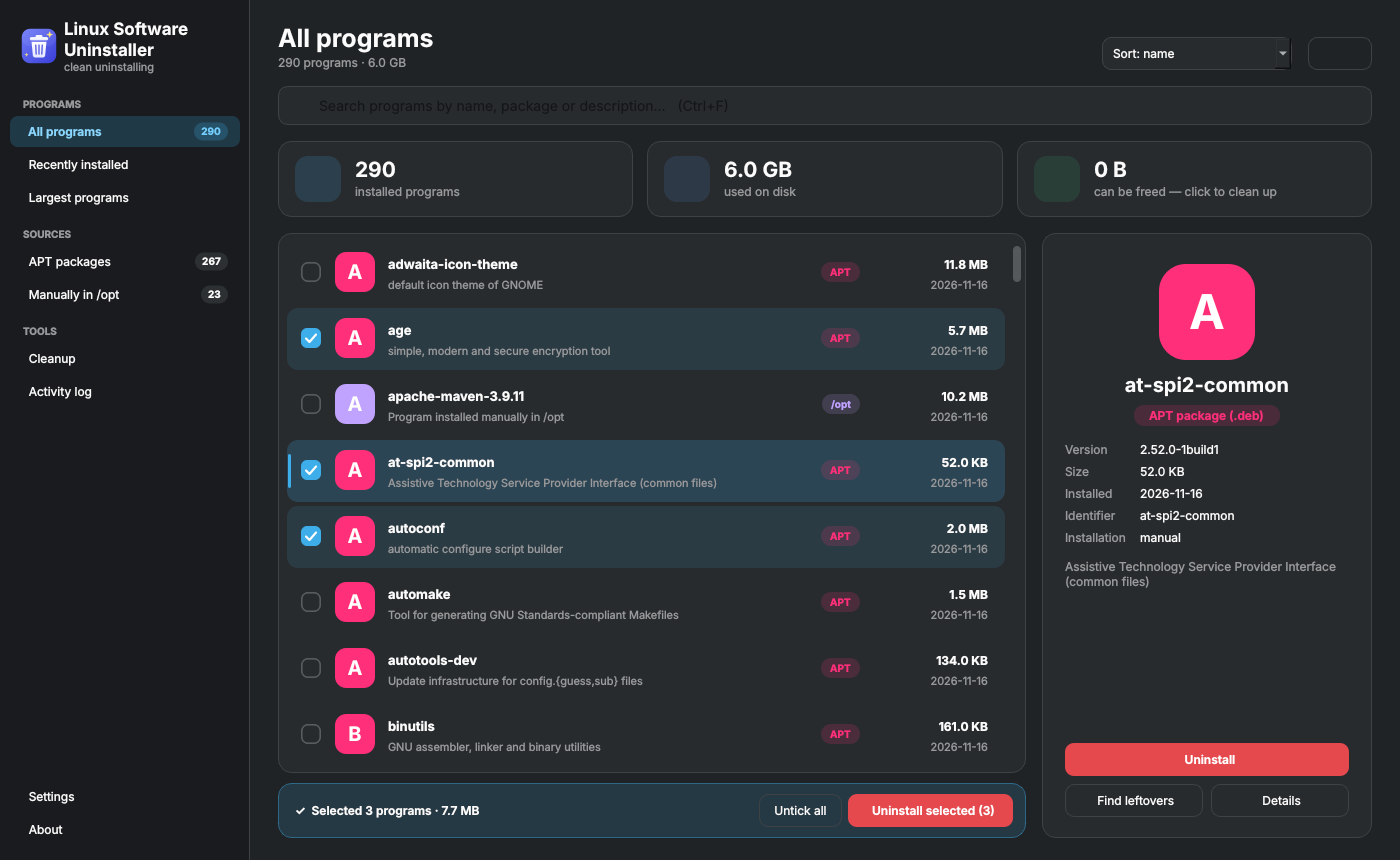 Linux Software
Uninstaller
clean uninstalling
PROGRAMS
All programs 290
Recently installed
Largest programs
SOURCES
APT packages 267
Manually in /opt 23
TOOLS
Cleanup
Activity log
Settings
About
All programs
290 programs · 6.0 GB
Sort: name
Search programs by name, package or description... (Ctrl+F)
290
installed programs
6.0 GB
used on disk
0 B
can be freed — click to clean up
A adwaita-icon-theme APT 11.8 MB
default icon theme of GNOME 2026-11-16
A age APT 5.7 MB
simple, modern and secure encryption tool 2026-11-16
A apache-maven-3.9.11 /opt 10.2 MB
Program installed manually in /opt 2026-11-16
A at-spi2-common APT 52.0 KB
Assistive Technology Service Provider Interface (common files) 2026-11-16
A autoconf APT 2.0 MB
automatic configure script builder 2026-11-16
A automake APT 1.5 MB
Tool for generating GNU Standards-compliant Makefiles 2026-11-16
A autotools-dev APT 134.0 KB
Update infrastructure for config.{guess,sub} files 2026-11-16
B binutils APT 161.0 KB
GNU assembler, linker and binary utilities 2026-11-16
✓ Selected 3 programs · 7.7 MB
Untick all
Uninstall selected (3)
A
at-spi2-common
APT package (.deb)
Version 2.52.0-1build1
Size 52.0 KB
Installed 2026-11-16
Identifier at-spi2-common
Installation manual
Assistive Technology Service Provider Interface
(common files)
Uninstall
Find leftovers
Details